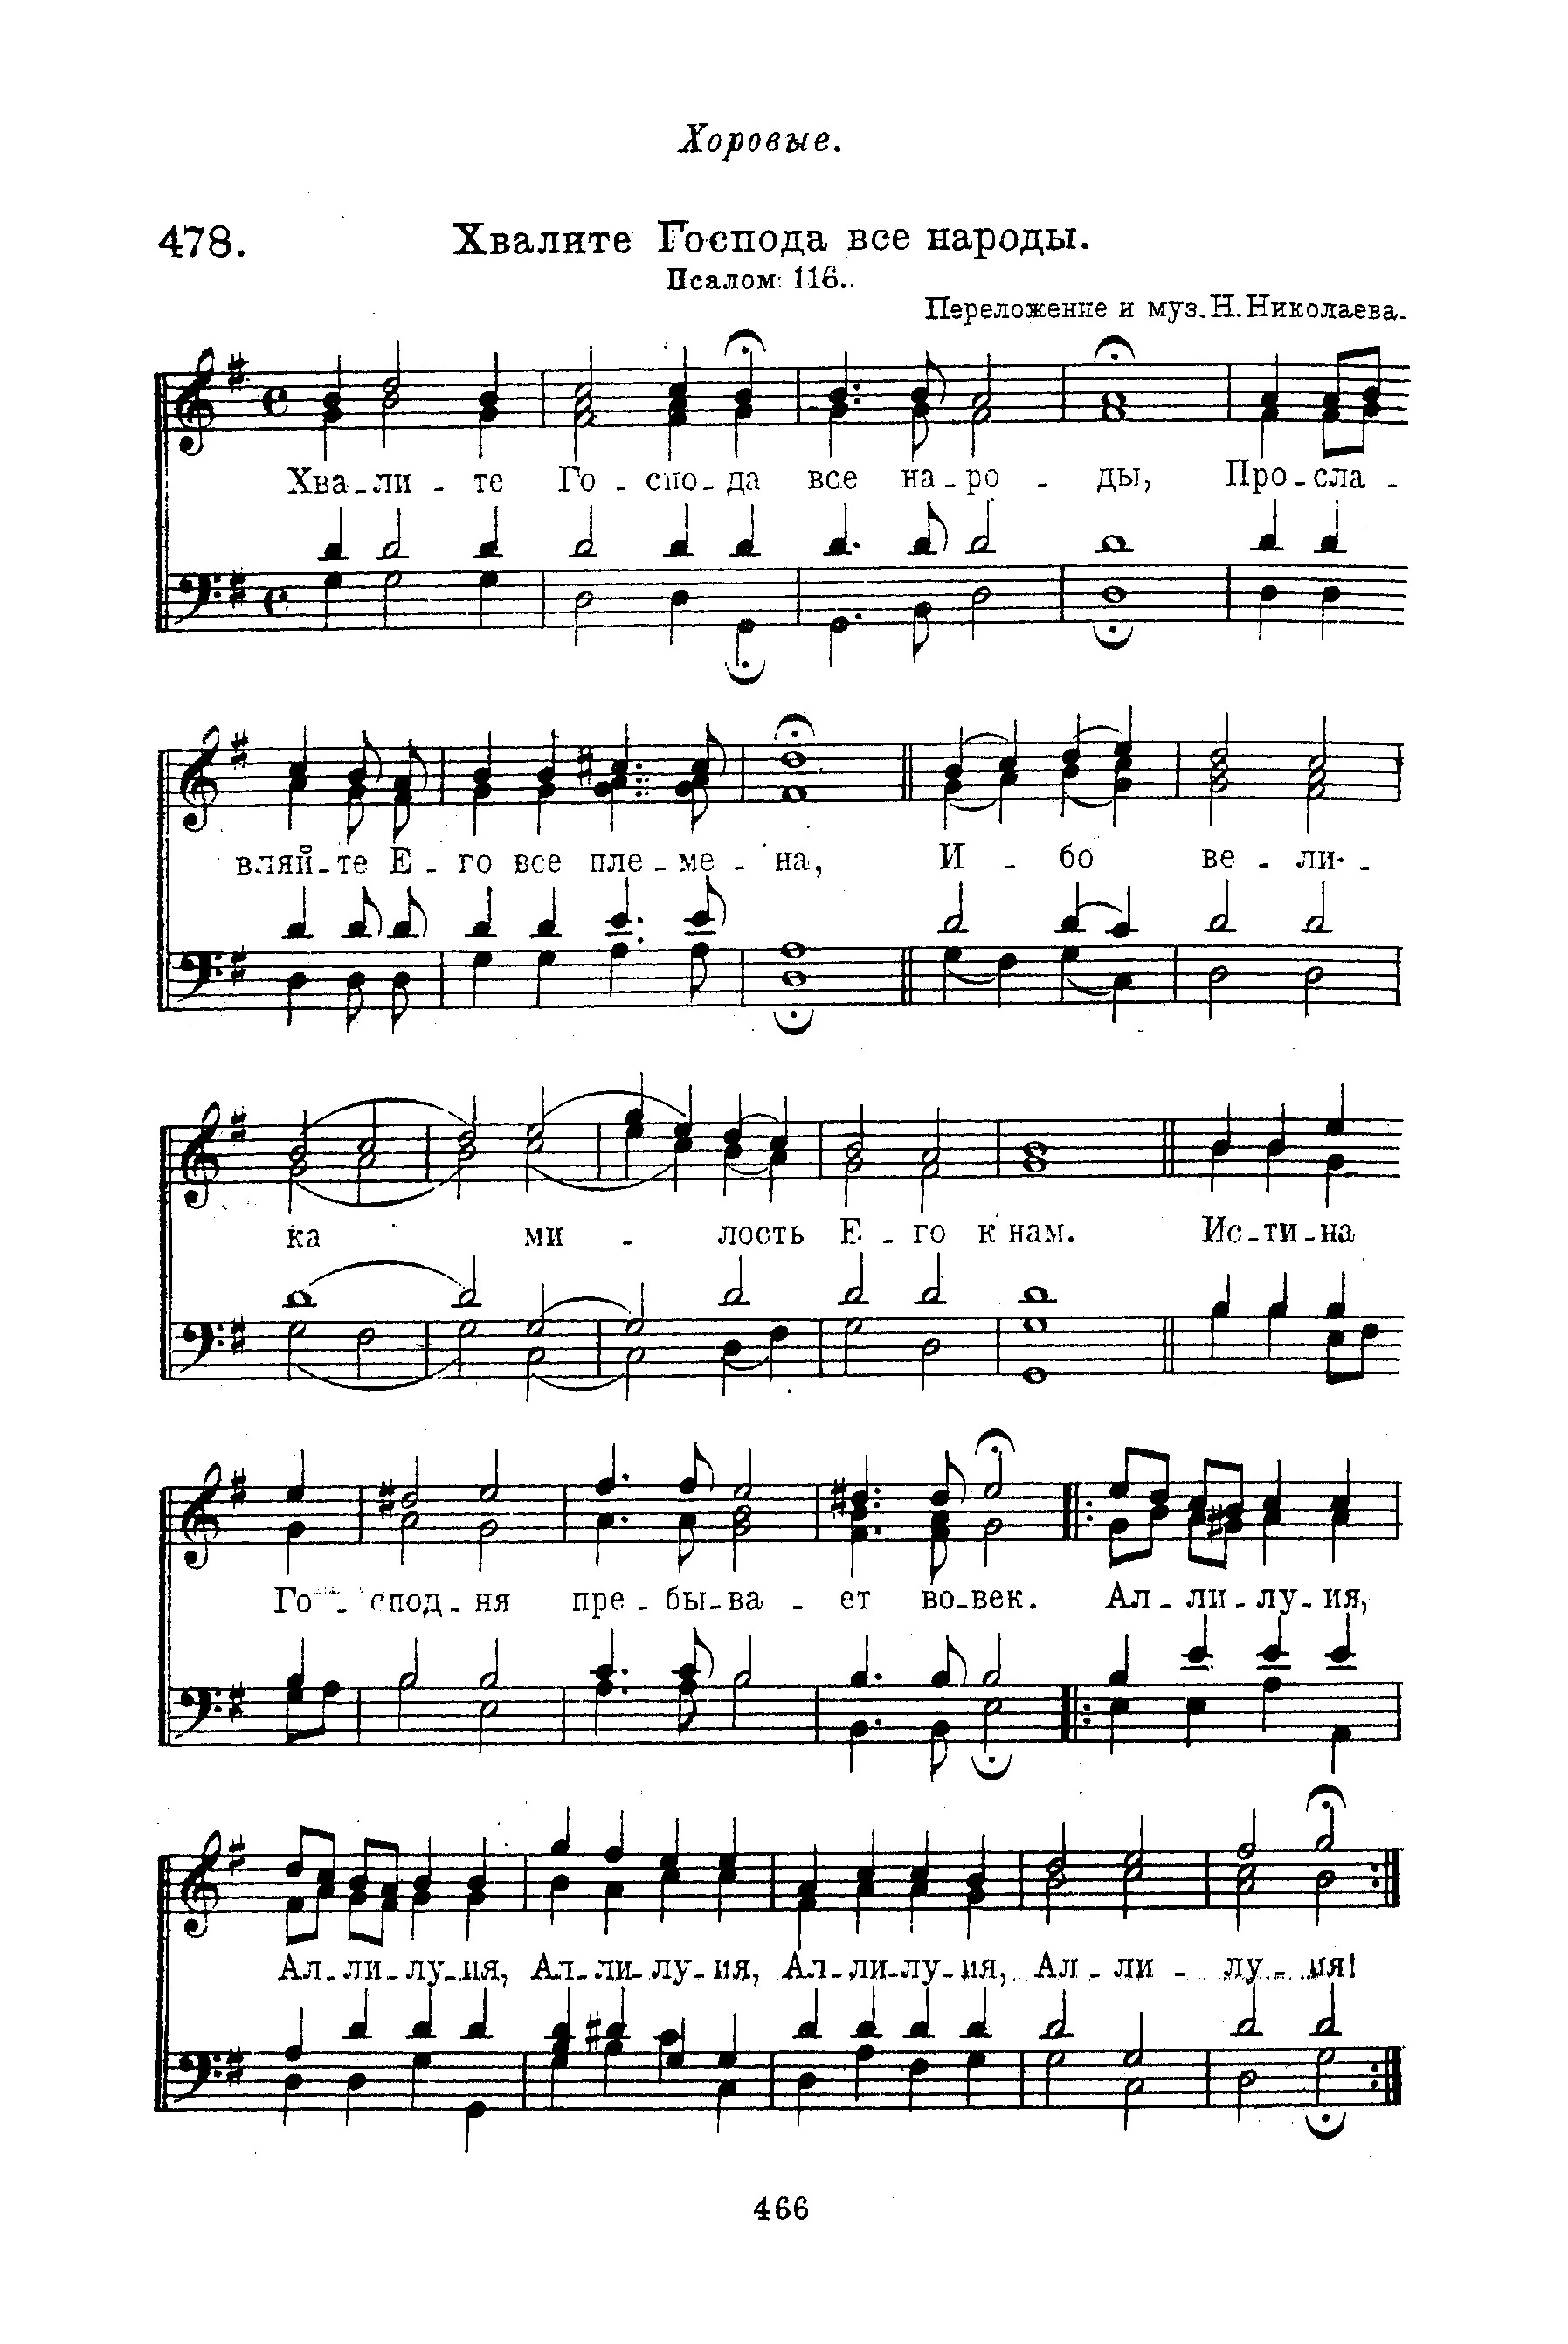 Хоровые.
478. Хвалите Господа все народы.
Псалом 116.
Переложение и муз. Н. Николаева.
Хва-ли-те Го-спо-да все на-ро-ды, Про-сла-
вляй-те Е-го все пле-ме-на, И-бо ве-ли-
ка ми-лость Е-го к нам. Ис-ти-на
Го-спод-ня пре-бы-ва-ет во-век. Ал-ли-лу-ия,
Ал-ли-лу-ия, Ал-ли-лу-ия, Ал-ли-лу-ия, Ал-ли-лу-ия!
466